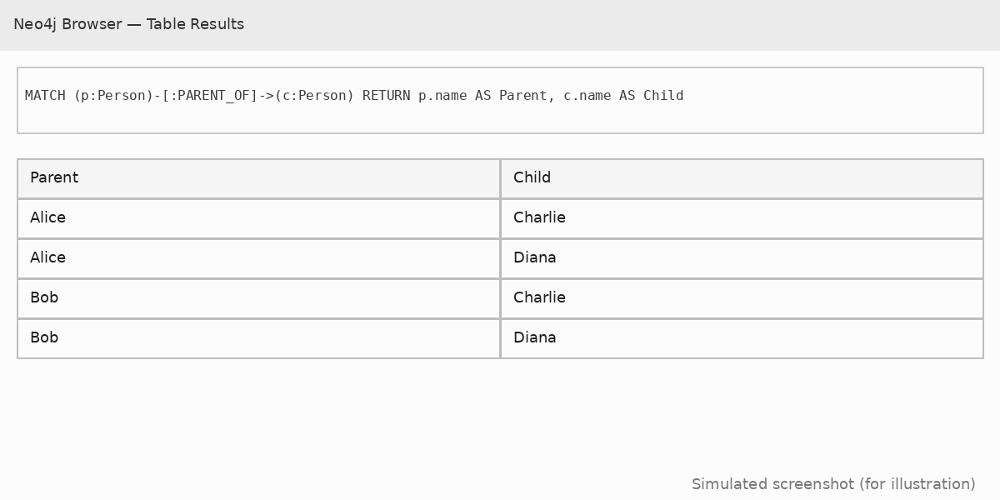 Neo4j Browser — Table Results
MATCH (p:Person)-[:PARENT_OF]->(c:Person) RETURN p.name AS Parent, c.name AS Child
Parent Child
Alice Charlie
Alice Diana
Bob Charlie
Bob Diana
Simulated screenshot (for illustration)